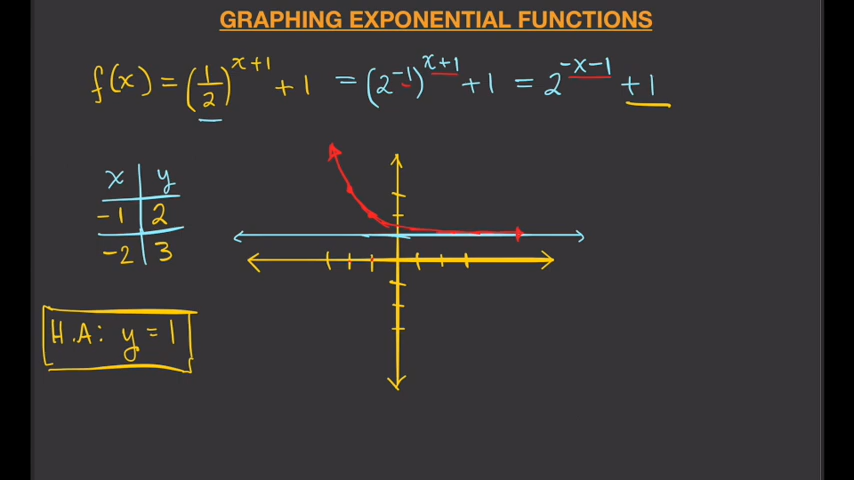 GRAPHING EXPONENTIAL FUNCTIONS
f(x) = (1/2)^(x+1) + 1 = (2^-1)^(x+1) + 1 = 2^(-x-1) + 1
x y
-1 2
-2 3
H.A: y = 1